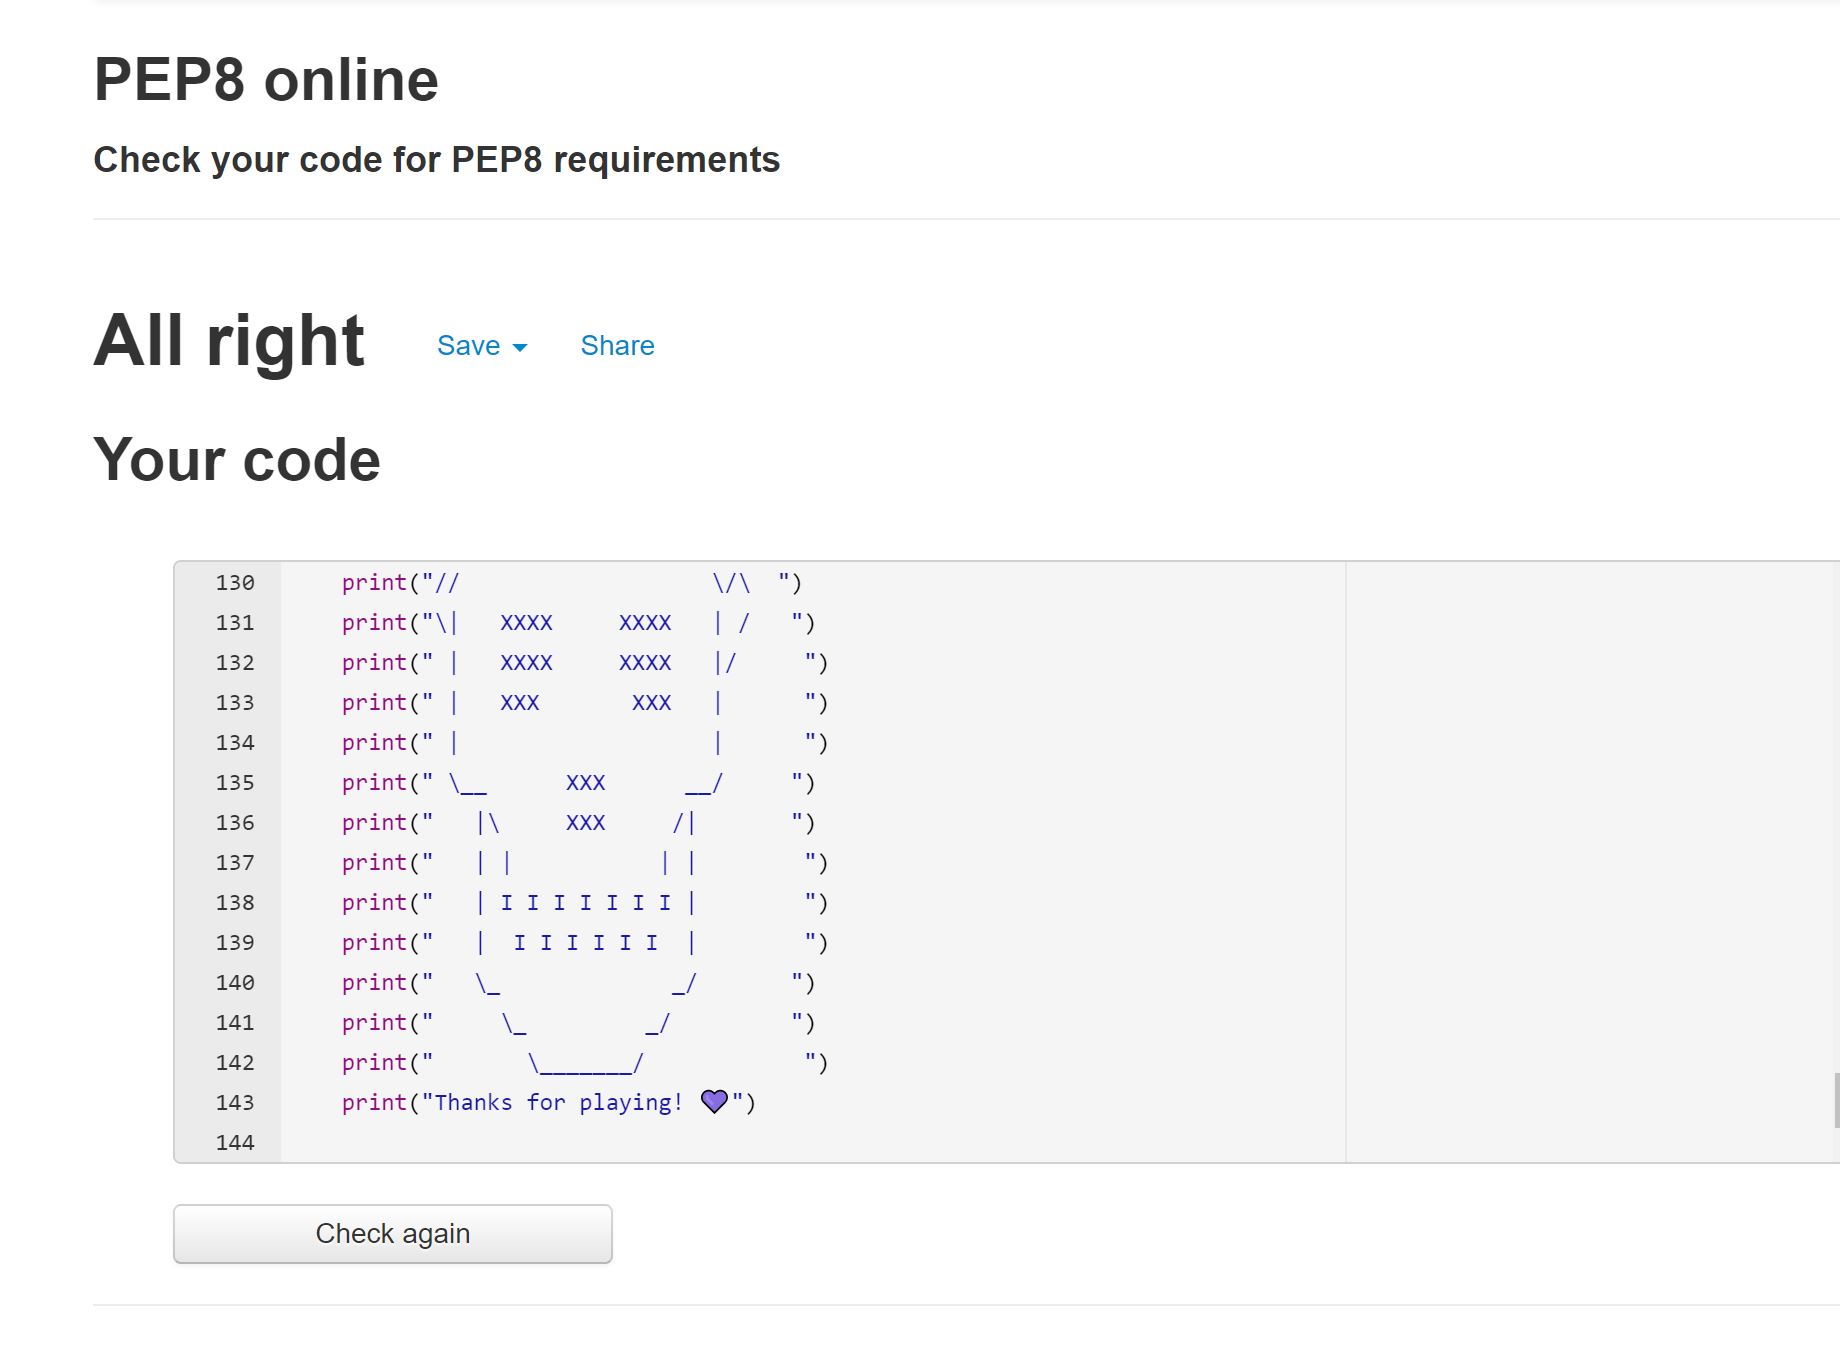 PEP8 online
Check your code for PEP8 requirements
All right Save Share
Your code
130 print("//                   \/\  ")
131 print("\|   XXXX     XXXX   | /   ")
132 print(" |   XXXX     XXXX   |/     ")
133 print(" |   XXX       XXX   |      ")
134 print(" |                   |      ")
135 print(" \__      XXX      __/     ")
136 print("   |\     XXX     /|       ")
137 print("   | |           | |        ")
138 print("   | I I I I I I I |        ")
139 print("   |  I I I I I I  |        ")
140 print("   \_             _/       ")
141 print("     \_         _/         ")
142 print("       \_______/            ")
143 print("Thanks for playing! 💜")
144
Check again